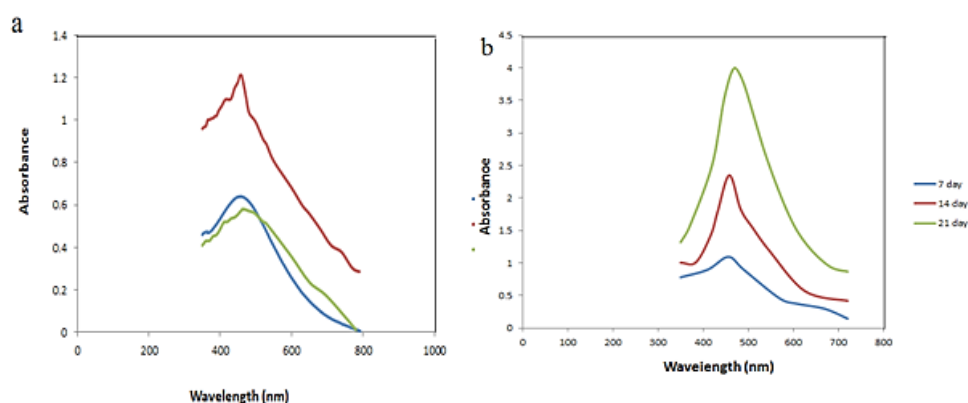 a
1.4
1.2
1
0.8
0.6
0.4
0.2
0
0 200 400 600 800 1000
Absorbance
Wavelength (nm)
b
4.5
4
3.5
3
2.5
2
1.5
1
0.5
0
0 100 200 300 400 500 600 700 800
Absorbanoe
Waveiength (nm)
7 day
14 day
21 day